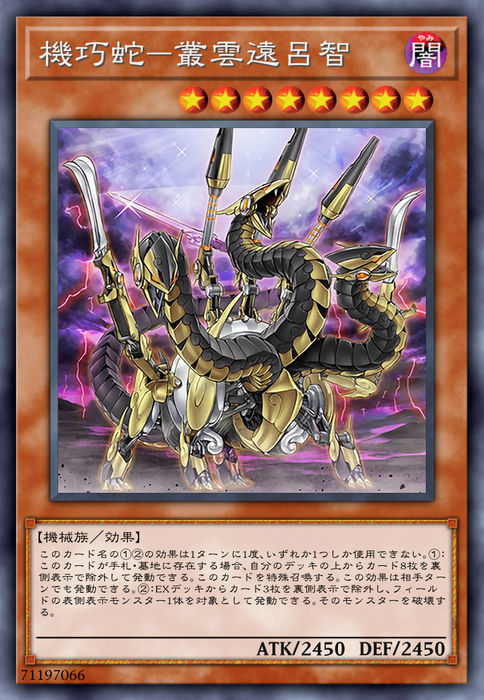 機巧蛇－叢雲遠呂智
やみ
闇
【機械族／効果】
このカード名の①②の効果は1ターンに1度、いずれか1つしか使用できない。①：
このカードが手札・墓地に存在する場合、自分のデッキの上からカード8枚を裏
側表示で除外して発動できる。このカードを特殊召喚する。この効果は相手ター
ンでも発動できる。②：EXデッキからカード3枚を裏側表示で除外し、フィール
ドの表側表示モンスター1体を対象として発動できる。そのモンスターを破壊す
る。
ATK/2450 DEF/2450
71197066